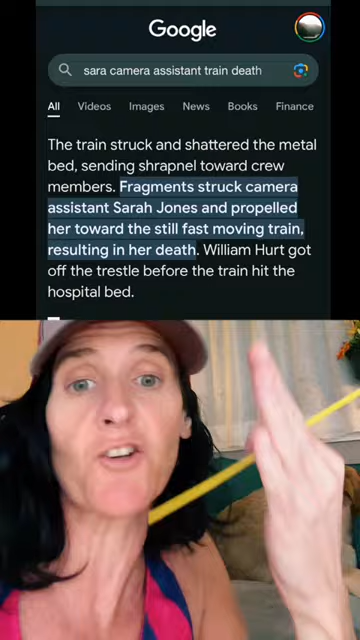 Google
sara camera assistant train death
All Videos Images News Books Finance
The train struck and shattered the metal
bed, sending shrapnel toward crew
members. Fragments struck camera
assistant Sarah Jones and propelled
her toward the still fast moving train,
resulting in her death. William Hurt got
off the trestle before the train hit the
hospital bed.